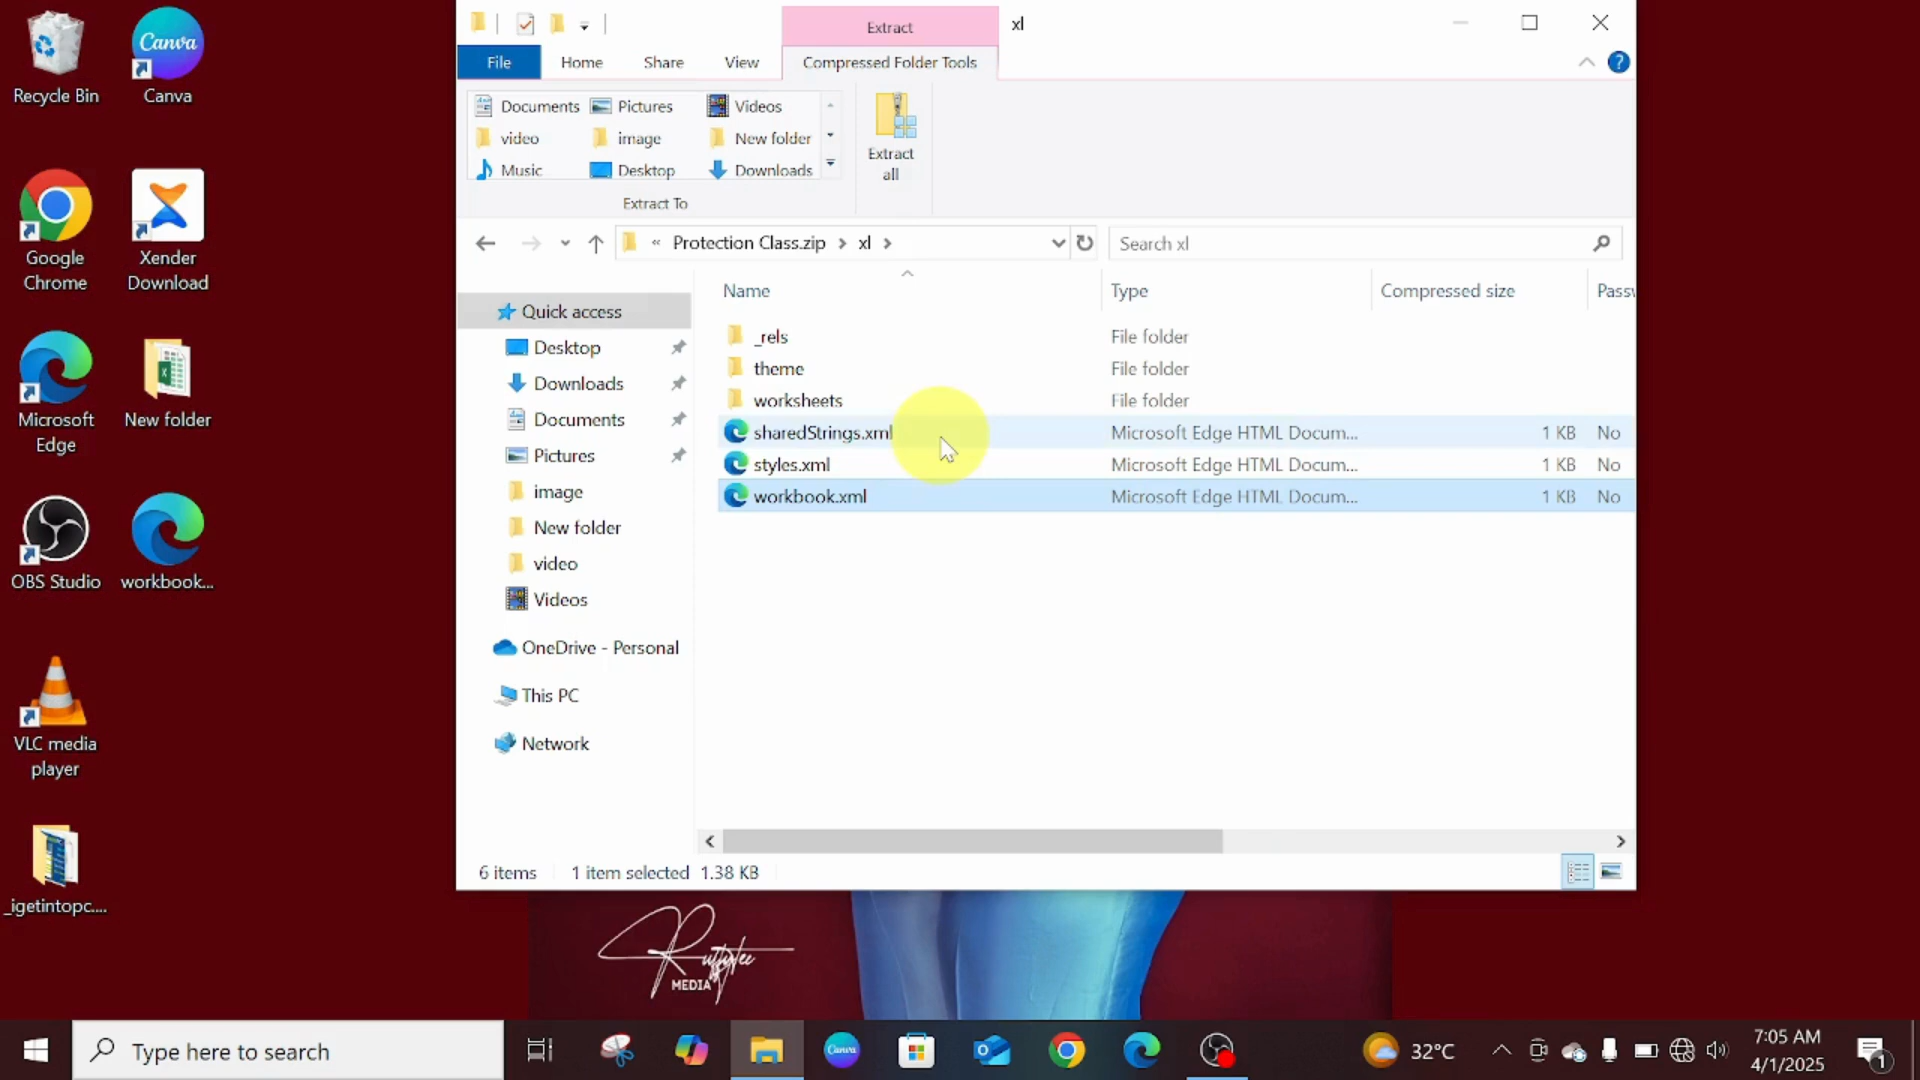 Recycle Bin
Canva
Canva
Google
Chrome
Xender
Download
Microsoft
Edge
New folder
OBS Studio
workbook...
VLC media
player
_igetintopc....
Extract
xl
File
Home
Share
View
Compressed Folder Tools
Documents
Pictures
Videos
video
image
New folder
Music
Desktop
Downloads
Extract To
Extract
all
« Protection Class.zip > xl >
Search xl
Name
Type
Compressed size
Passw
Quick access
Desktop
Downloads
Documents
Pictures
image
New folder
video
Videos
OneDrive - Personal
This PC
Network
_rels File folder
theme File folder
worksheets File folder
sharedStrings.xml Microsoft Edge HTML Docum... 1 KB No
styles.xml Microsoft Edge HTML Docum... 1 KB No
workbook.xml Microsoft Edge HTML Docum... 1 KB No
6 items
1 item selected 1.38 KB
MEDIA
Type here to search
Canva
32°C
7:05 AM
4/1/2025
1